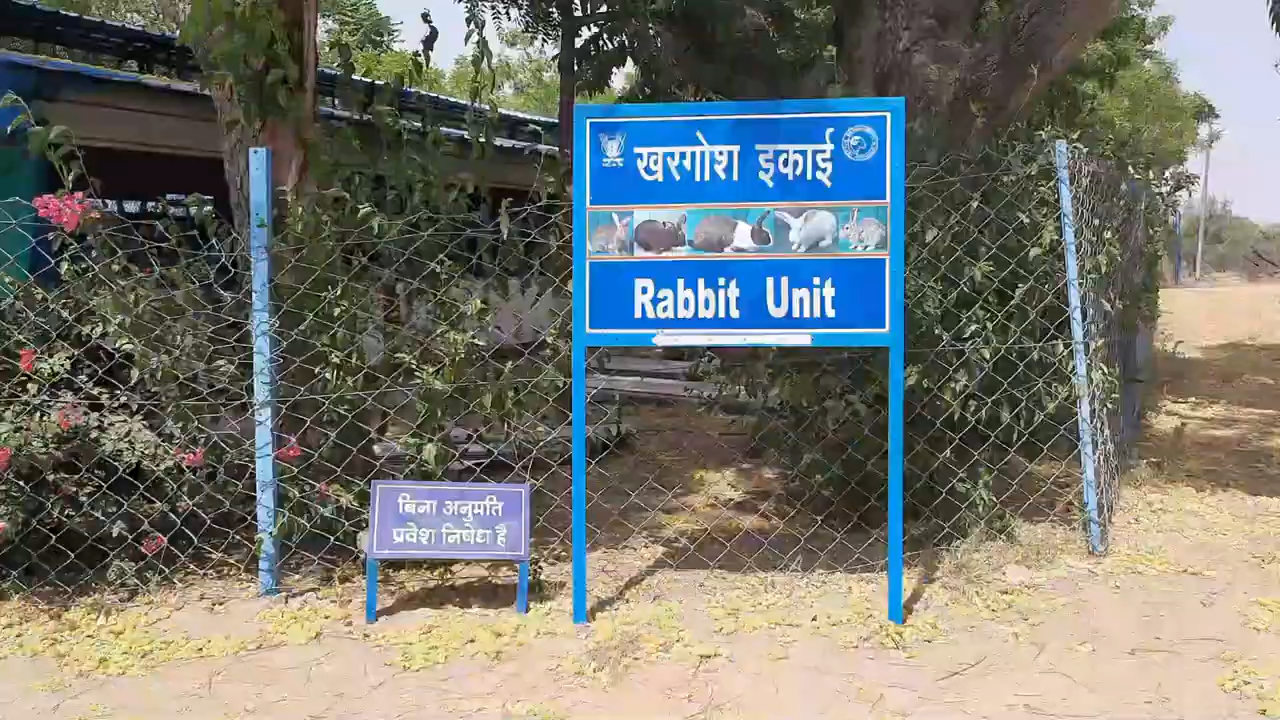 खरगोश इकाई
Rabbit Unit
बिना अनुमति
प्रवेश निषेध है